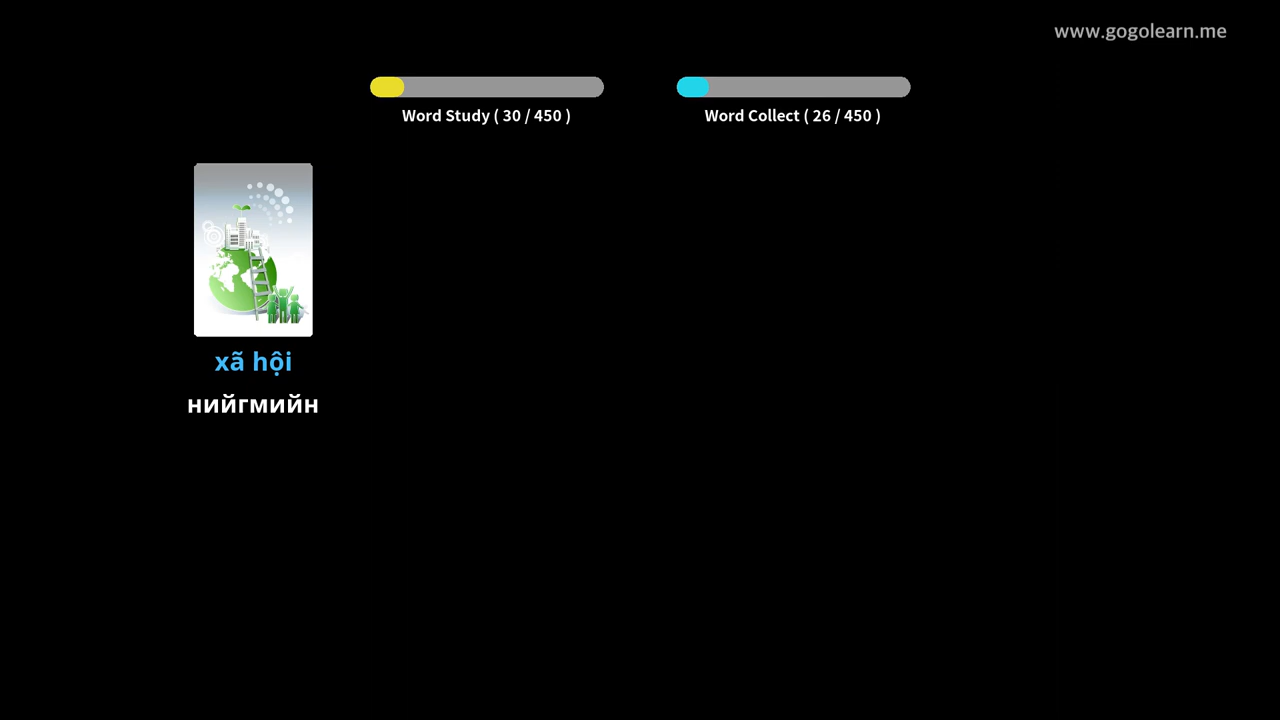 www.gogolearn.me
Word Study ( 30 / 450 )
Word Collect ( 26 / 450 )
xã hội
нийгмийн